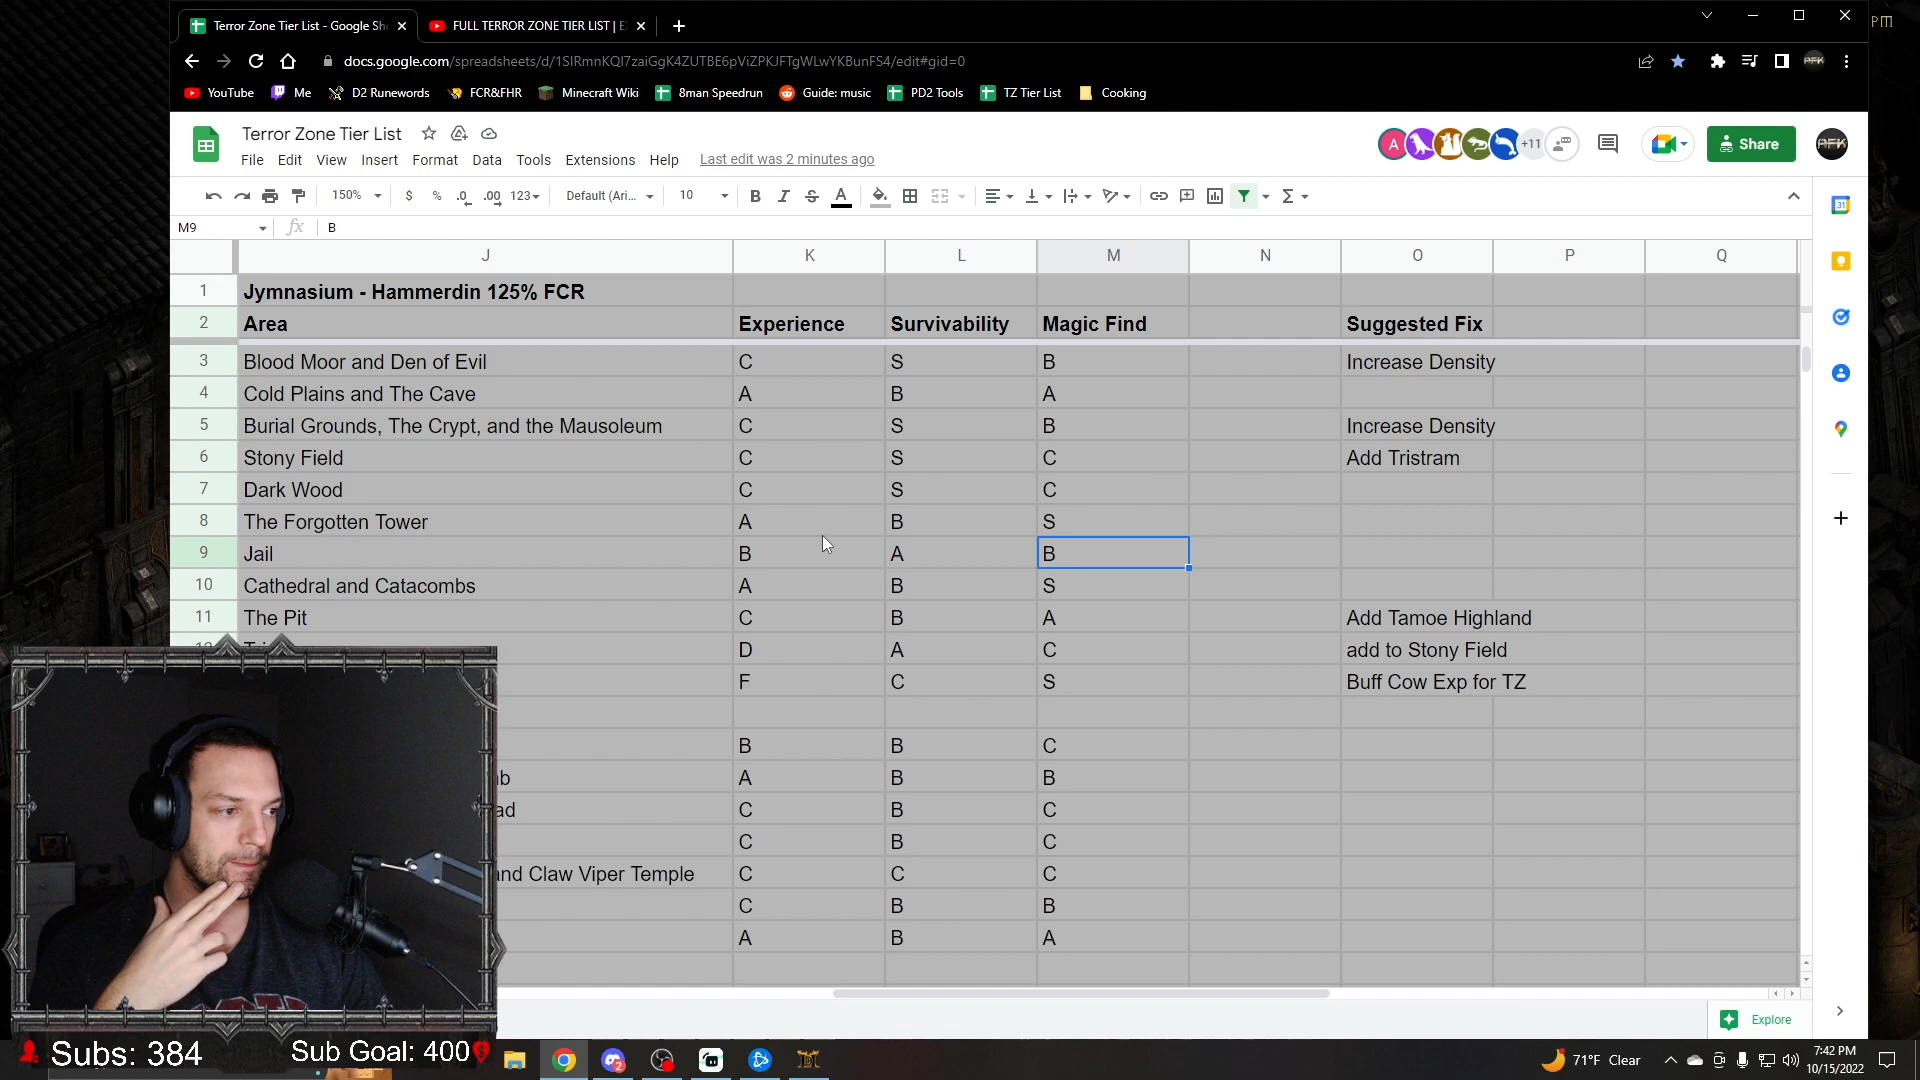 Terror Zone Tier List - Google She
FULL TERROR ZONE TIER LIST | E
PM
docs.google.com/spreadsheets/d/1SIRmnKQI7zaiGgK4ZUTBE6pViZPKJFTgWLwYKBunFS4/edit#gid=0
YouTube Me D2 Runewords FCR&FHR Minecraft Wiki 8man Speedrun Guide: music PD2 Tools TZ Tier List Cooking
Terror Zone Tier List
A +11 Share AFK
File Edit View Insert Format Data Tools Extensions Help Last edit was 2 minutes ago
150% $ % .0 .00 123 Default (Ari... 10 B I S A
M9 fx B
J K L M N O P Q
1 Jymnasium - Hammerdin 125% FCR
2 Area Experience Survivability Magic Find Suggested Fix
3 Blood Moor and Den of Evil C S B Increase Density
4 Cold Plains and The Cave A B A
5 Burial Grounds, The Crypt, and the Mausoleum C S B Increase Density
6 Stony Field C S C Add Tristram
7 Dark Wood C S C
8 The Forgotten Tower A B S
9 Jail B A B
10 Cathedral and Catacombs A B S
11 The Pit C B A Add Tamoe Highland
D A C add to Stony Field
F C S Buff Cow Exp for TZ
B B C
b A B B
ad C B C
C B C
and Claw Viper Temple C C C
C B B
A B A
Explore
Subs: 384 Sub Goal: 400
71°F Clear 7:42 PM
10/15/2022